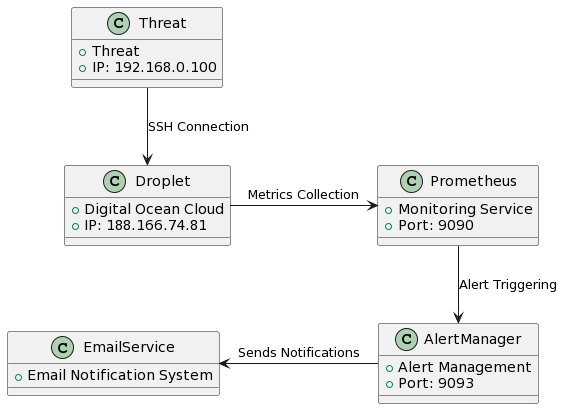 C Threat
Threat
IP: 192.168.0.100
SSH Connection
C Droplet
Digital Ocean Cloud
IP: 188.166.74.81
Metrics Collection
C Prometheus
Monitoring Service
Port: 9090
Alert Triggering
C EmailService
Email Notification System
Sends Notifications
C AlertManager
Alert Management
Port: 9093